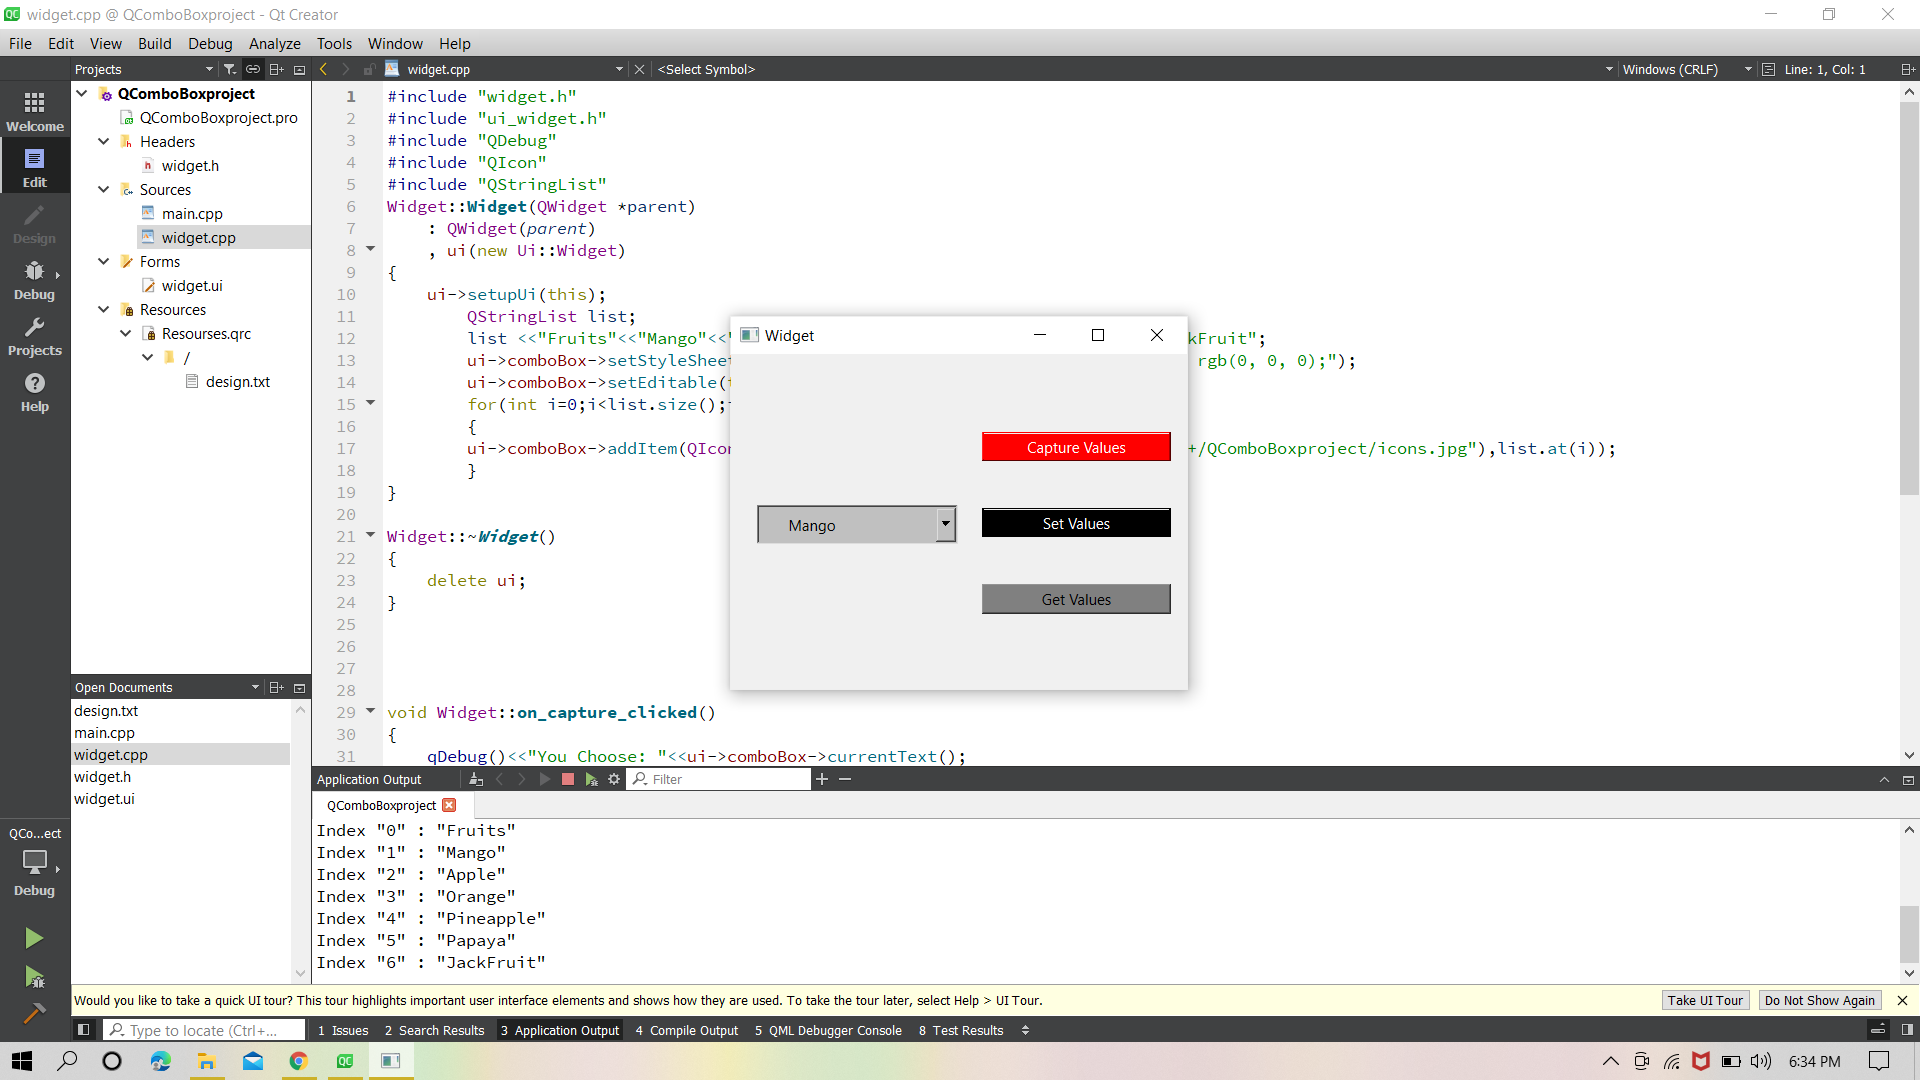 QC widget.cpp @ QComboBoxproject - Qt Creator
File Edit View Build Debug Analyze Tools Window Help
Projects
widget.cpp
<Select Symbol>
Windows (CRLF)
Line: 1, Col: 1
Welcome
Edit
Design
Debug
Projects
Help
QComboBoxproject
QComboBoxproject.pro
Headers
widget.h
Sources
main.cpp
widget.cpp
Forms
widget.ui
Resources
Resourses.qrc
/
design.txt
1 #include "widget.h"
2 #include "ui_widget.h"
3 #include "QDebug"
4 #include "QIcon"
5 #include "QStringList"
6 Widget::Widget(QWidget *parent)
7 : QWidget(parent)
8 , ui(new Ui::Widget)
9 {
10 ui->setupUi(this);
11 QStringList list;
12 list <<"Fruits"<<"Mango"<<" kFruit";
13 ui->comboBox->setStyleShee rgb(0, 0, 0);");
14 ui->comboBox->setEditable(
15 for(int i=0;i<list.size();
16 {
17 ui->comboBox->addItem(QIco +/QComboBoxproject/icons.jpg"),list.at(i));
18 }
19 }
20
21 Widget::~Widget()
22 {
23 delete ui;
24 }
25
26
27
28
29 void Widget::on_capture_clicked()
30 {
31 qDebug()<<"You Choose: "<<ui->comboBox->currentText();
Widget
Capture Values
Mango
Set Values
Get Values
Open Documents
design.txt
main.cpp
widget.cpp
widget.h
widget.ui
QCo...ect
Debug
Application Output
Filter
QComboBoxproject
Index "0" : "Fruits"
Index "1" : "Mango"
Index "2" : "Apple"
Index "3" : "Orange"
Index "4" : "Pineapple"
Index "5" : "Papaya"
Index "6" : "JackFruit"
Would you like to take a quick UI tour? This tour highlights important user interface elements and shows how they are used. To take the tour later, select Help > UI Tour.
Take UI Tour
Do Not Show Again
Type to locate (Ctrl+...
1 Issues 2 Search Results 3 Application Output 4 Compile Output 5 QML Debugger Console 8 Test Results
QC
6:34 PM